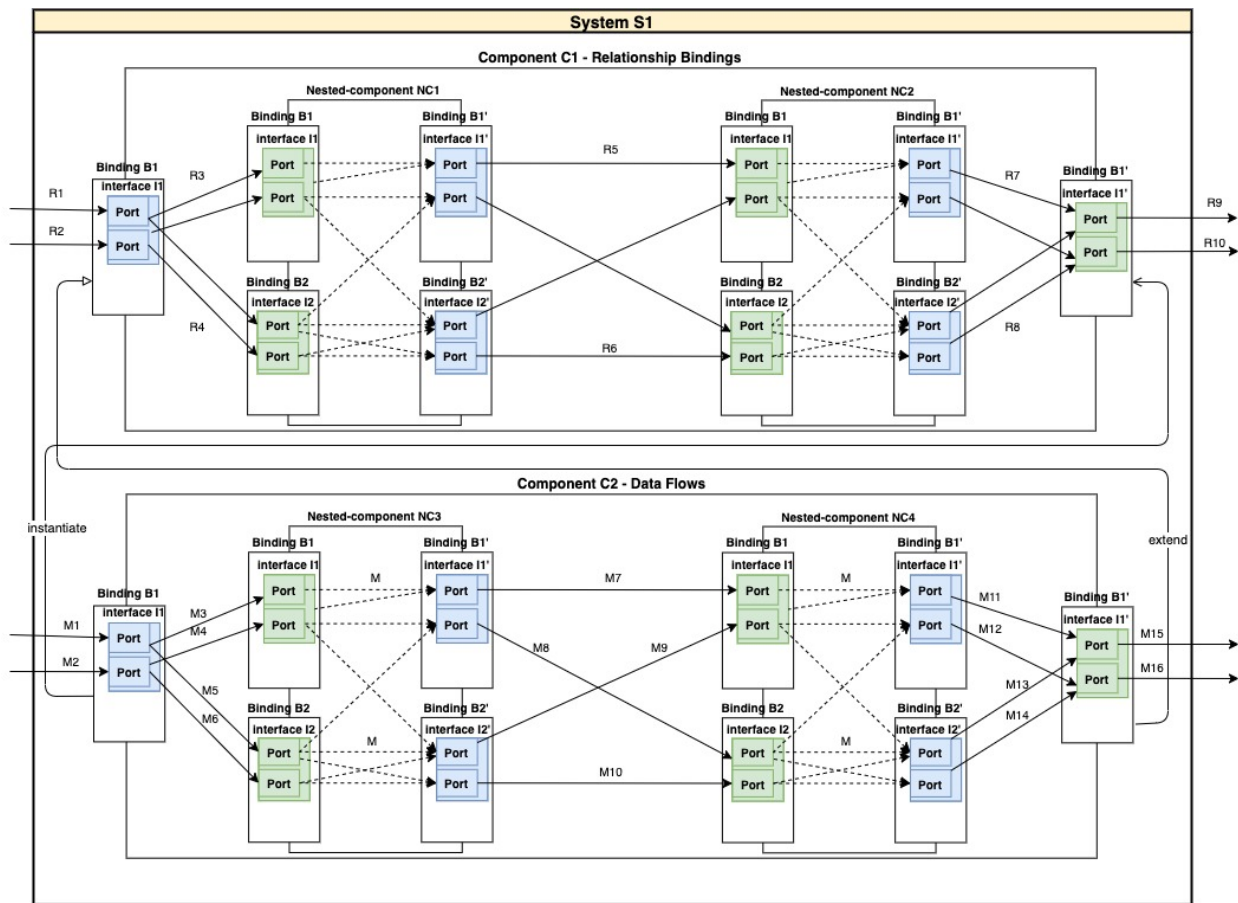 System S1
Component C1 - Relationship Bindings
Nested-component NC1
Nested-component NC2
Binding B1
Binding B1'
Binding B1
Binding B1'
interface I1
interface I1'
interface I1
interface I1'
R5
Port
Port
Port
Port
Binding B1
Binding B1'
R3
R7
interface I1
interface I1'
R1
Port
Port
Port
Port
R9
Port
Port
R2
R10
Port
Port
Binding B2
Binding B2'
Binding B2
Binding B2'
interface I2
interface I2'
interface I2
interface I2'
R4
Port
Port
Port
Port
R8
R6
Port
Port
Port
Port
Component C2 - Data Flows
Nested-component NC3
Nested-component NC4
instantiate
extend
Binding B1
Binding B1'
Binding B1
Binding B1'
interface I1
interface I1'
interface I1
interface I1'
M
M7
M
Port
Port
Port
Port
Binding B1
Binding B1'
M11
interface I1
interface I1'
M3
M1
M4
Port
Port
Port
Port
M12
M15
Port
Port
M2
M8
M9
M16
Port
Port
M5
M13
Binding B2
Binding B2'
Binding B2
Binding B2'
M6
M14
interface I2
interface I2'
interface I2
interface I2'
M
M
Port
Port
Port
Port
M10
Port
Port
Port
Port